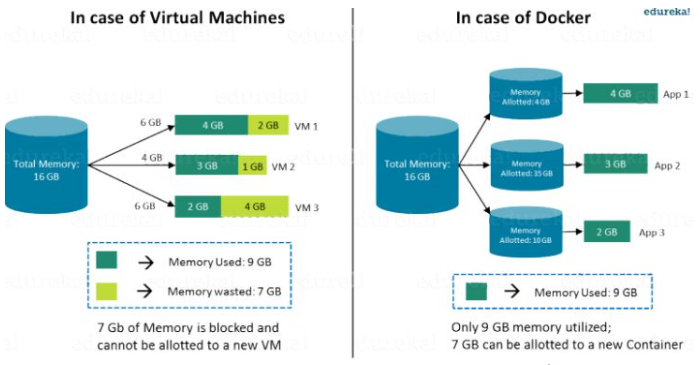 In case of Virtual Machines
Total Memory:
16 GB
6 GB
4 GB
2 GB
VM 1
4 GB
3 GB
1 GB
VM 2
6 GB
2 GB
4 GB
VM 3
Memory Used: 9 GB
Memory wasted: 7 GB
7 Gb of Memory is blocked and
cannot be allotted to a new VM
In case of Docker
edureka!
Total Memory:
16 GB
Memory
Allotted: 4 GB
4 GB
App 1
Memory
Allotted: 35 GB
3 GB
App 2
Memory
Allotted: 10 GB
2 GB
App 3
Memory Used: 9 GB
Only 9 GB memory utilized;
7 GB can be allotted to a new Container